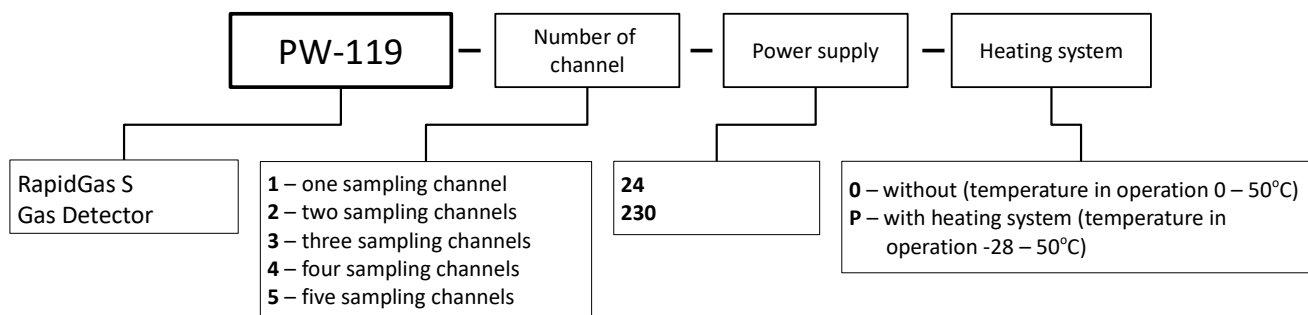 PW-119
Number of
channel
Power supply
Heating system
RapidGas S
Gas Detector
1 – one sampling channel
2 – two sampling channels
3 – three sampling channels
4 – four sampling channels
5 – five sampling channels
24
230
0 – without (temperature in operation 0 – 50°C)
P – with heating system (temperature in
operation -28 – 50°C)